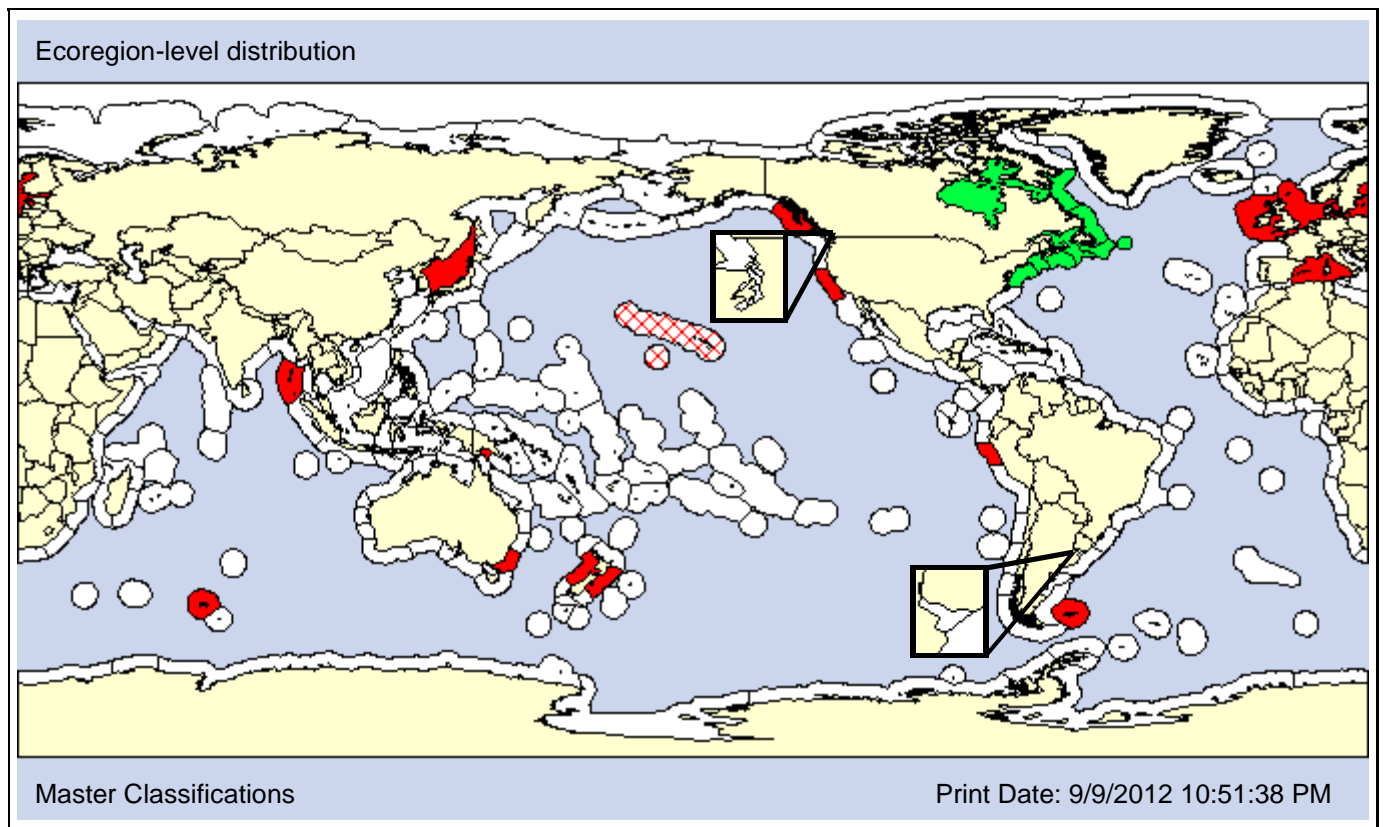 Ecoregion-level distribution
Master Classifications
Print Date: 9/9/2012 10:51:38 PM